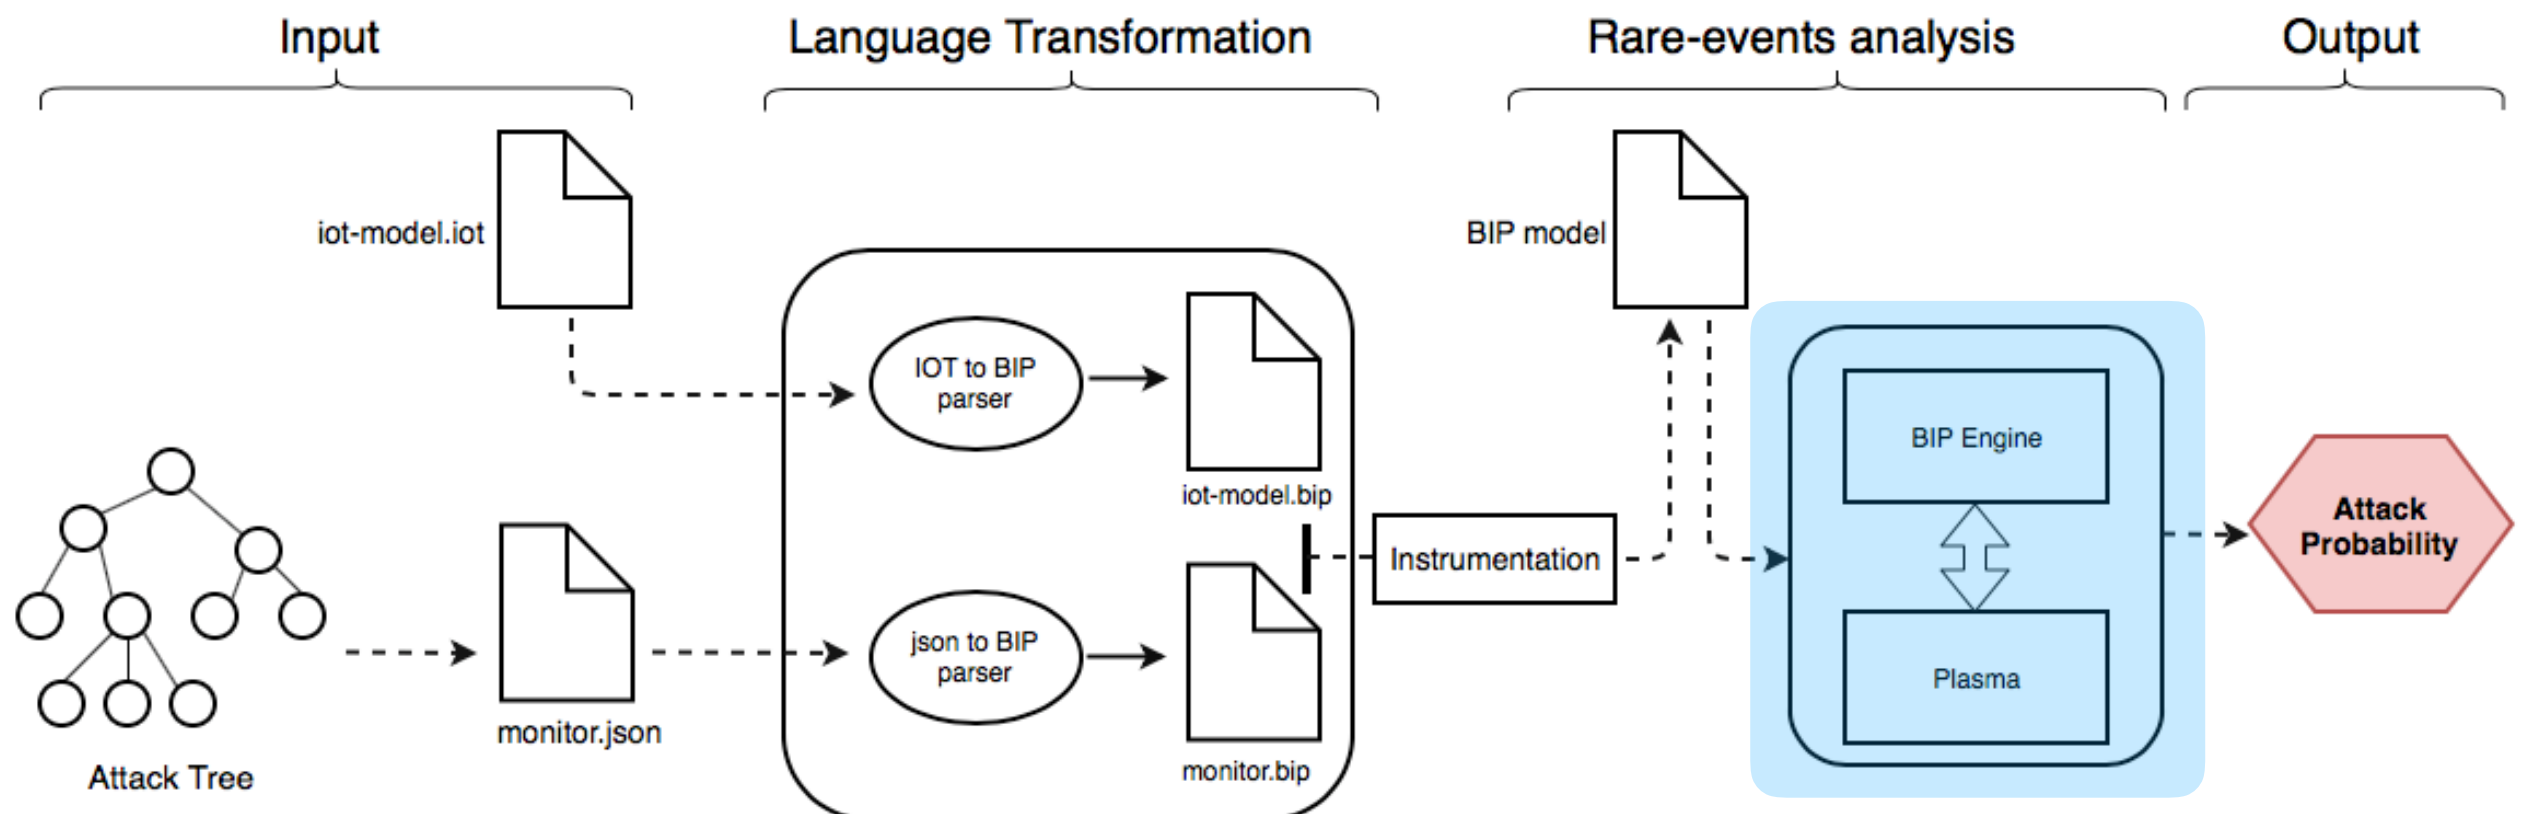 Input
Language Transformation
Rare-events analysis
Output
iot-model.iot
BIP model
IOT to BIP
parser
iot-model.bip
BIP Engine
Attack
Probability
Instrumentation
json to BIP
parser
Plasma
monitor.json
monitor.bip
Attack Tree